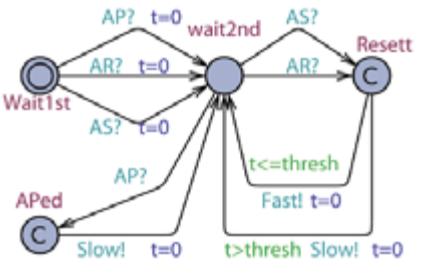 AP? t=0
wait2nd
AS?
Resett
AR? t=0
AR?
C
Wait1st
AS? t=0
AP?
t<=thresh
APed
Fast! t=0
C
Slow! t=0
t>thresh Slow! t=0